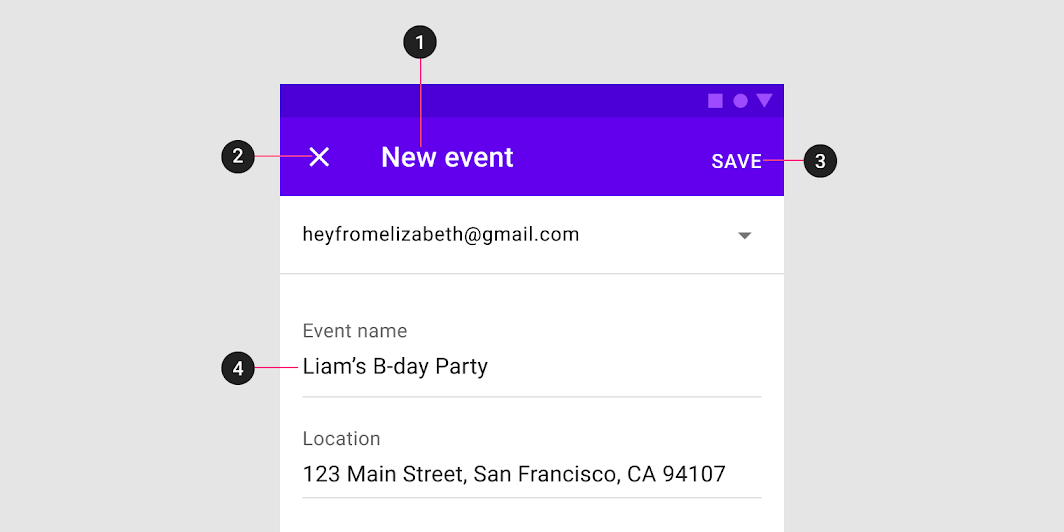 1
2
New event
SAVE
3
heyfromelizabeth@gmail.com
Event name
4
Liam’s B-day Party
Location
123 Main Street, San Francisco, CA 94107